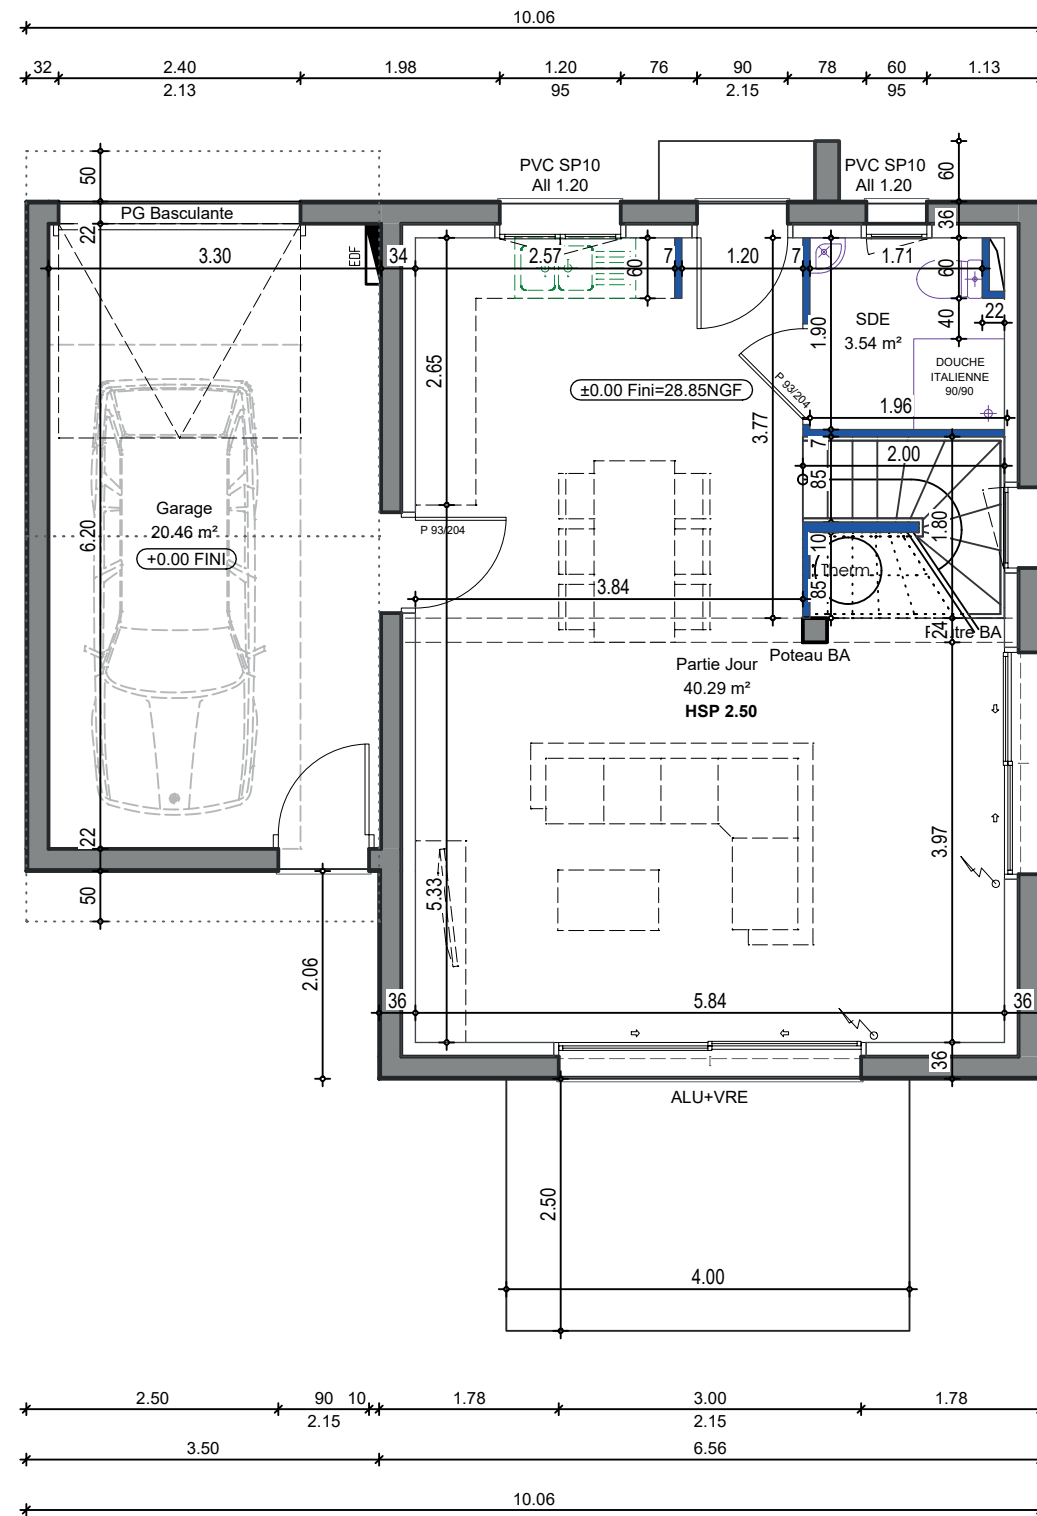 10.06
32 2.40 1.98 1.20 76 90 78 60 1.13
2.13 95 2.15 95
50
PVC SP10
All 1.20
PVC SP10
All 1.20
60
36
PG Basculante
22
EDF
3.30
34
2.57
60
7
1.20
7
1.71
60
22
40
SDE
3.54 m²
1.90
2.65
DOUCHE
ITALIENNE
90/90
±0.00 Fini=28.85NGF
P 93/204
1.96
3.77
7
2.00
85
Garage
20.46 m²
+0.00 FINI
6.20
P 93/204
1.80
10
Therm
85
3.84
24
Poteau BA
Partie Jour
40.29 m²
HSP 2.50
22
50
5.33
3.97
2.06
36
5.84
36
36
ALU+VRE
2.50
4.00
2.50 90 10 1.78 3.00 1.78
2.15 2.15
3.50 6.56
10.06